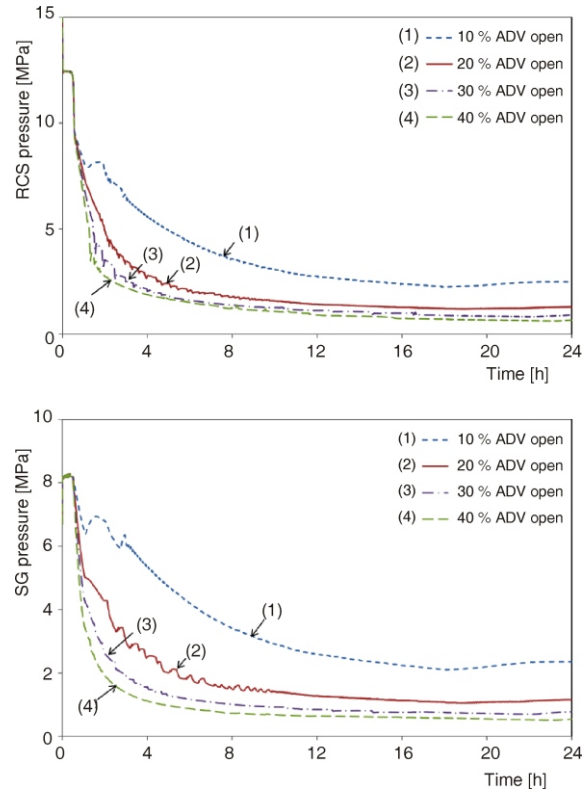 15
10
5
0
RCS pressure [MPa]
(1) 10 % ADV open
(2) 20 % ADV open
(3) 30 % ADV open
(4) 40 % ADV open
(1)
(3)
(2)
(4)
0 4 8 12 16 20 24
Time [h]
10
8
6
4
2
0
SG pressure [MPa]
(1) 10 % ADV open
(2) 20 % ADV open
(3) 30 % ADV open
(4) 40 % ADV open
(1)
(3)
(2)
(4)
0 4 8 12 16 20 24
Time [h]